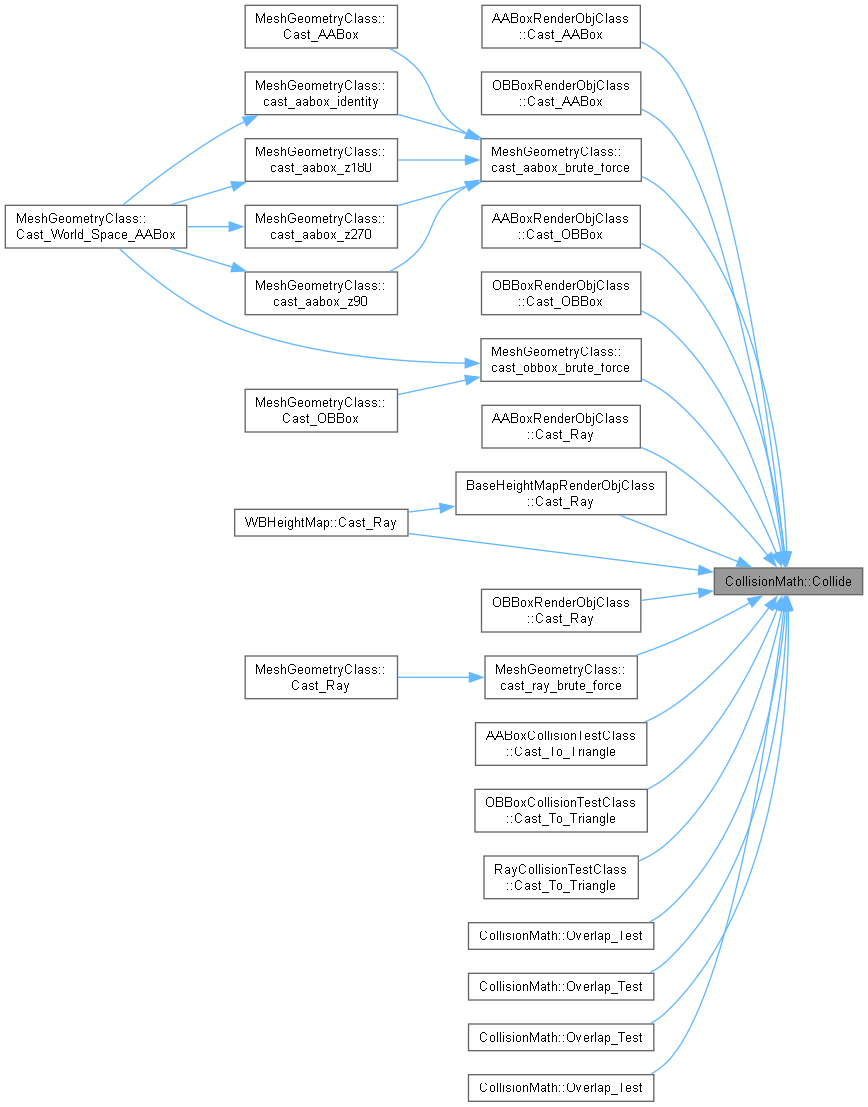 MeshGeometryClass::
Cast_AABox
AABoxRenderObjClass
::Cast_AABox
MeshGeometryClass::
cast_aabox_identity
OBBoxRenderObjClass
::Cast_AABox
MeshGeometryClass::
cast_aabox_z180
MeshGeometryClass::
cast_aabox_brute_force
MeshGeometryClass::
Cast_World_Space_AABox
MeshGeometryClass::
cast_aabox_z270
AABoxRenderObjClass
::Cast_OBBox
MeshGeometryClass::
cast_aabox_z90
OBBoxRenderObjClass
::Cast_OBBox
MeshGeometryClass::
cast_obbox_brute_force
MeshGeometryClass::
Cast_OBBox
AABoxRenderObjClass
::Cast_Ray
BaseHeightMapRenderObjClass
::Cast_Ray
WBHeightMap::Cast_Ray
CollisionMath::Collide
OBBoxRenderObjClass
::Cast_Ray
MeshGeometryClass::
Cast_Ray
MeshGeometryClass::
cast_ray_brute_force
AABoxCollisionTestClass
::Cast_To_Triangle
OBBoxCollisionTestClass
::Cast_To_Triangle
RayCollisionTestClass
::Cast_To_Triangle
CollisionMath::Overlap_Test
CollisionMath::Overlap_Test
CollisionMath::Overlap_Test
CollisionMath::Overlap_Test